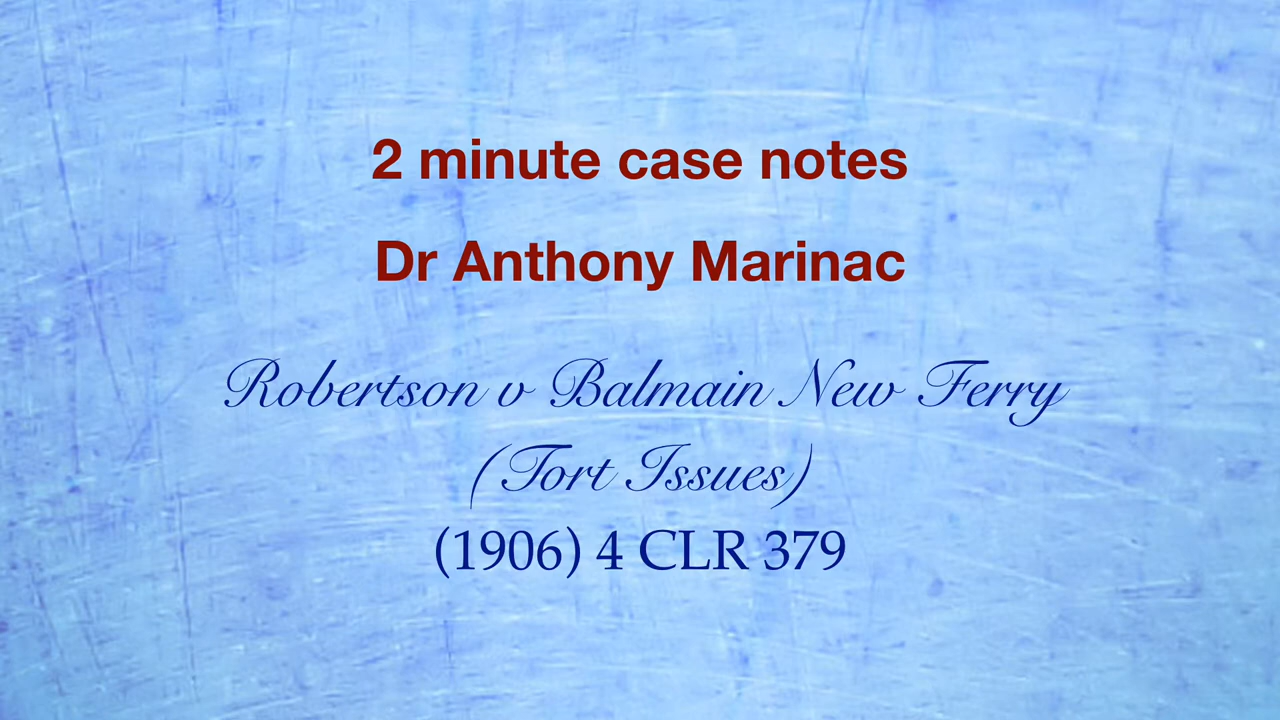 2 minute case notes
Dr Anthony Marinac
Robertson v Balmain New Ferry
(Tort Issues)
(1906) 4 CLR 379